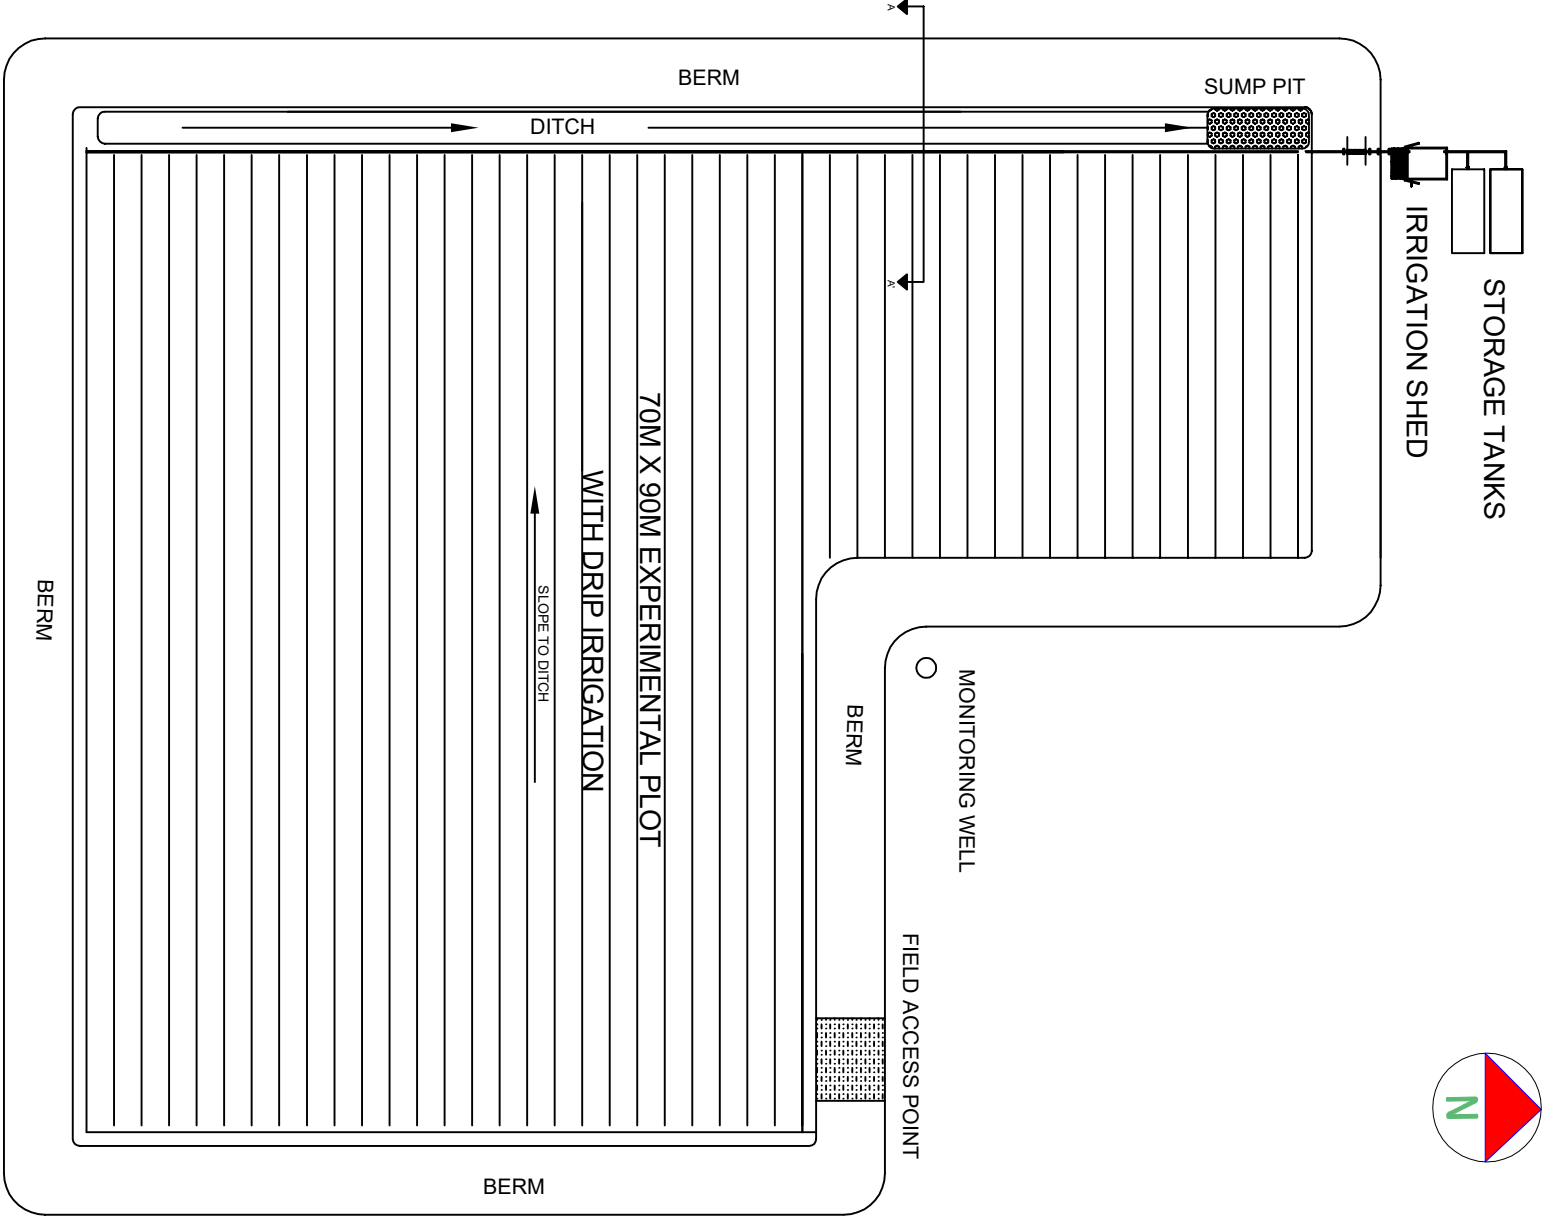 A
BERM
SUMP PIT
DITCH
A'
IRRIGATION SHED
STORAGE TANKS
70M X 90M EXPERIMENTAL PLOT
WITH DRIP IRRIGATION
SLOPE TO DITCH
BERM
MONITORING WELL
BERM
FIELD ACCESS POINT
N
BERM